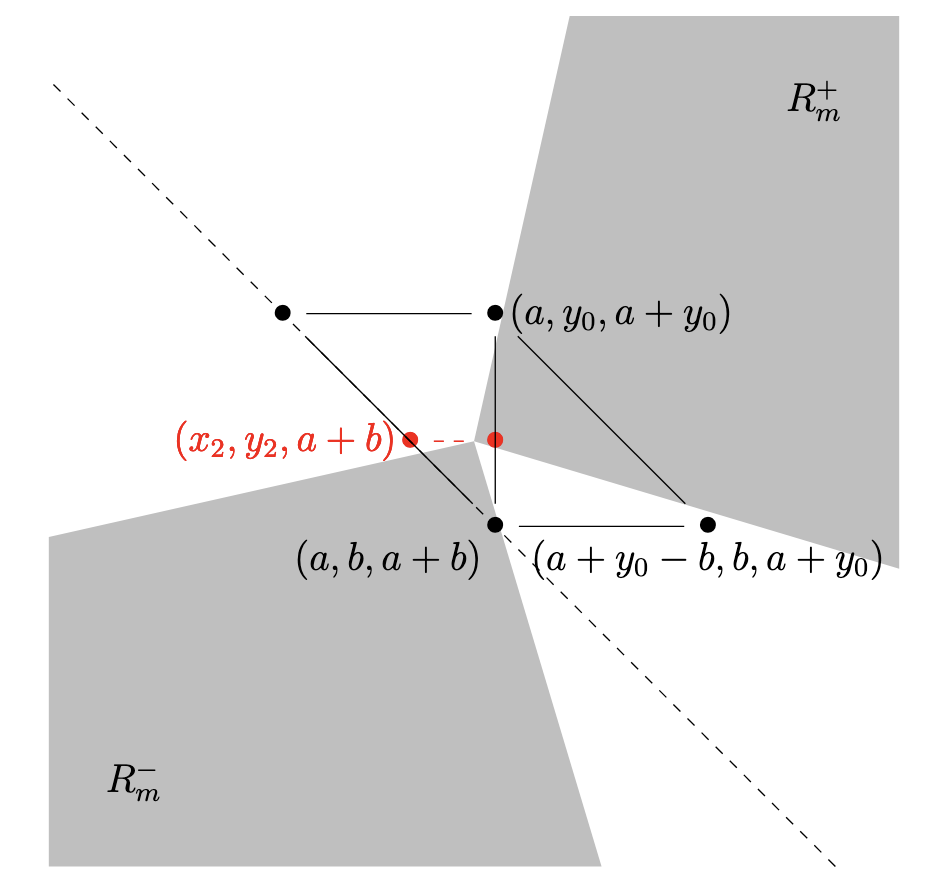 R_m^+
(a, y_0, a + y_0)
(x_2, y_2, a + b)
(a, b, a + b)
(a + y_0 − b, b, a + y_0)
R_m^−